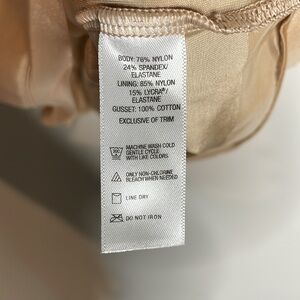 BODY: 76% NYLON
24% SPANDEX/
ELASTANE
LINING: 85% NYLON
15% LYCRA®/
ELASTANE
GUSSET: 100% COTTON
EXCLUSIVE OF TRIM
MACHINE WASH COLD
GENTLE CYCLE
WITH LIKE COLORS
ONLY NON-CHLORINE
BLEACH WHEN NEEDED
LINE DRY
DO NOT IRON